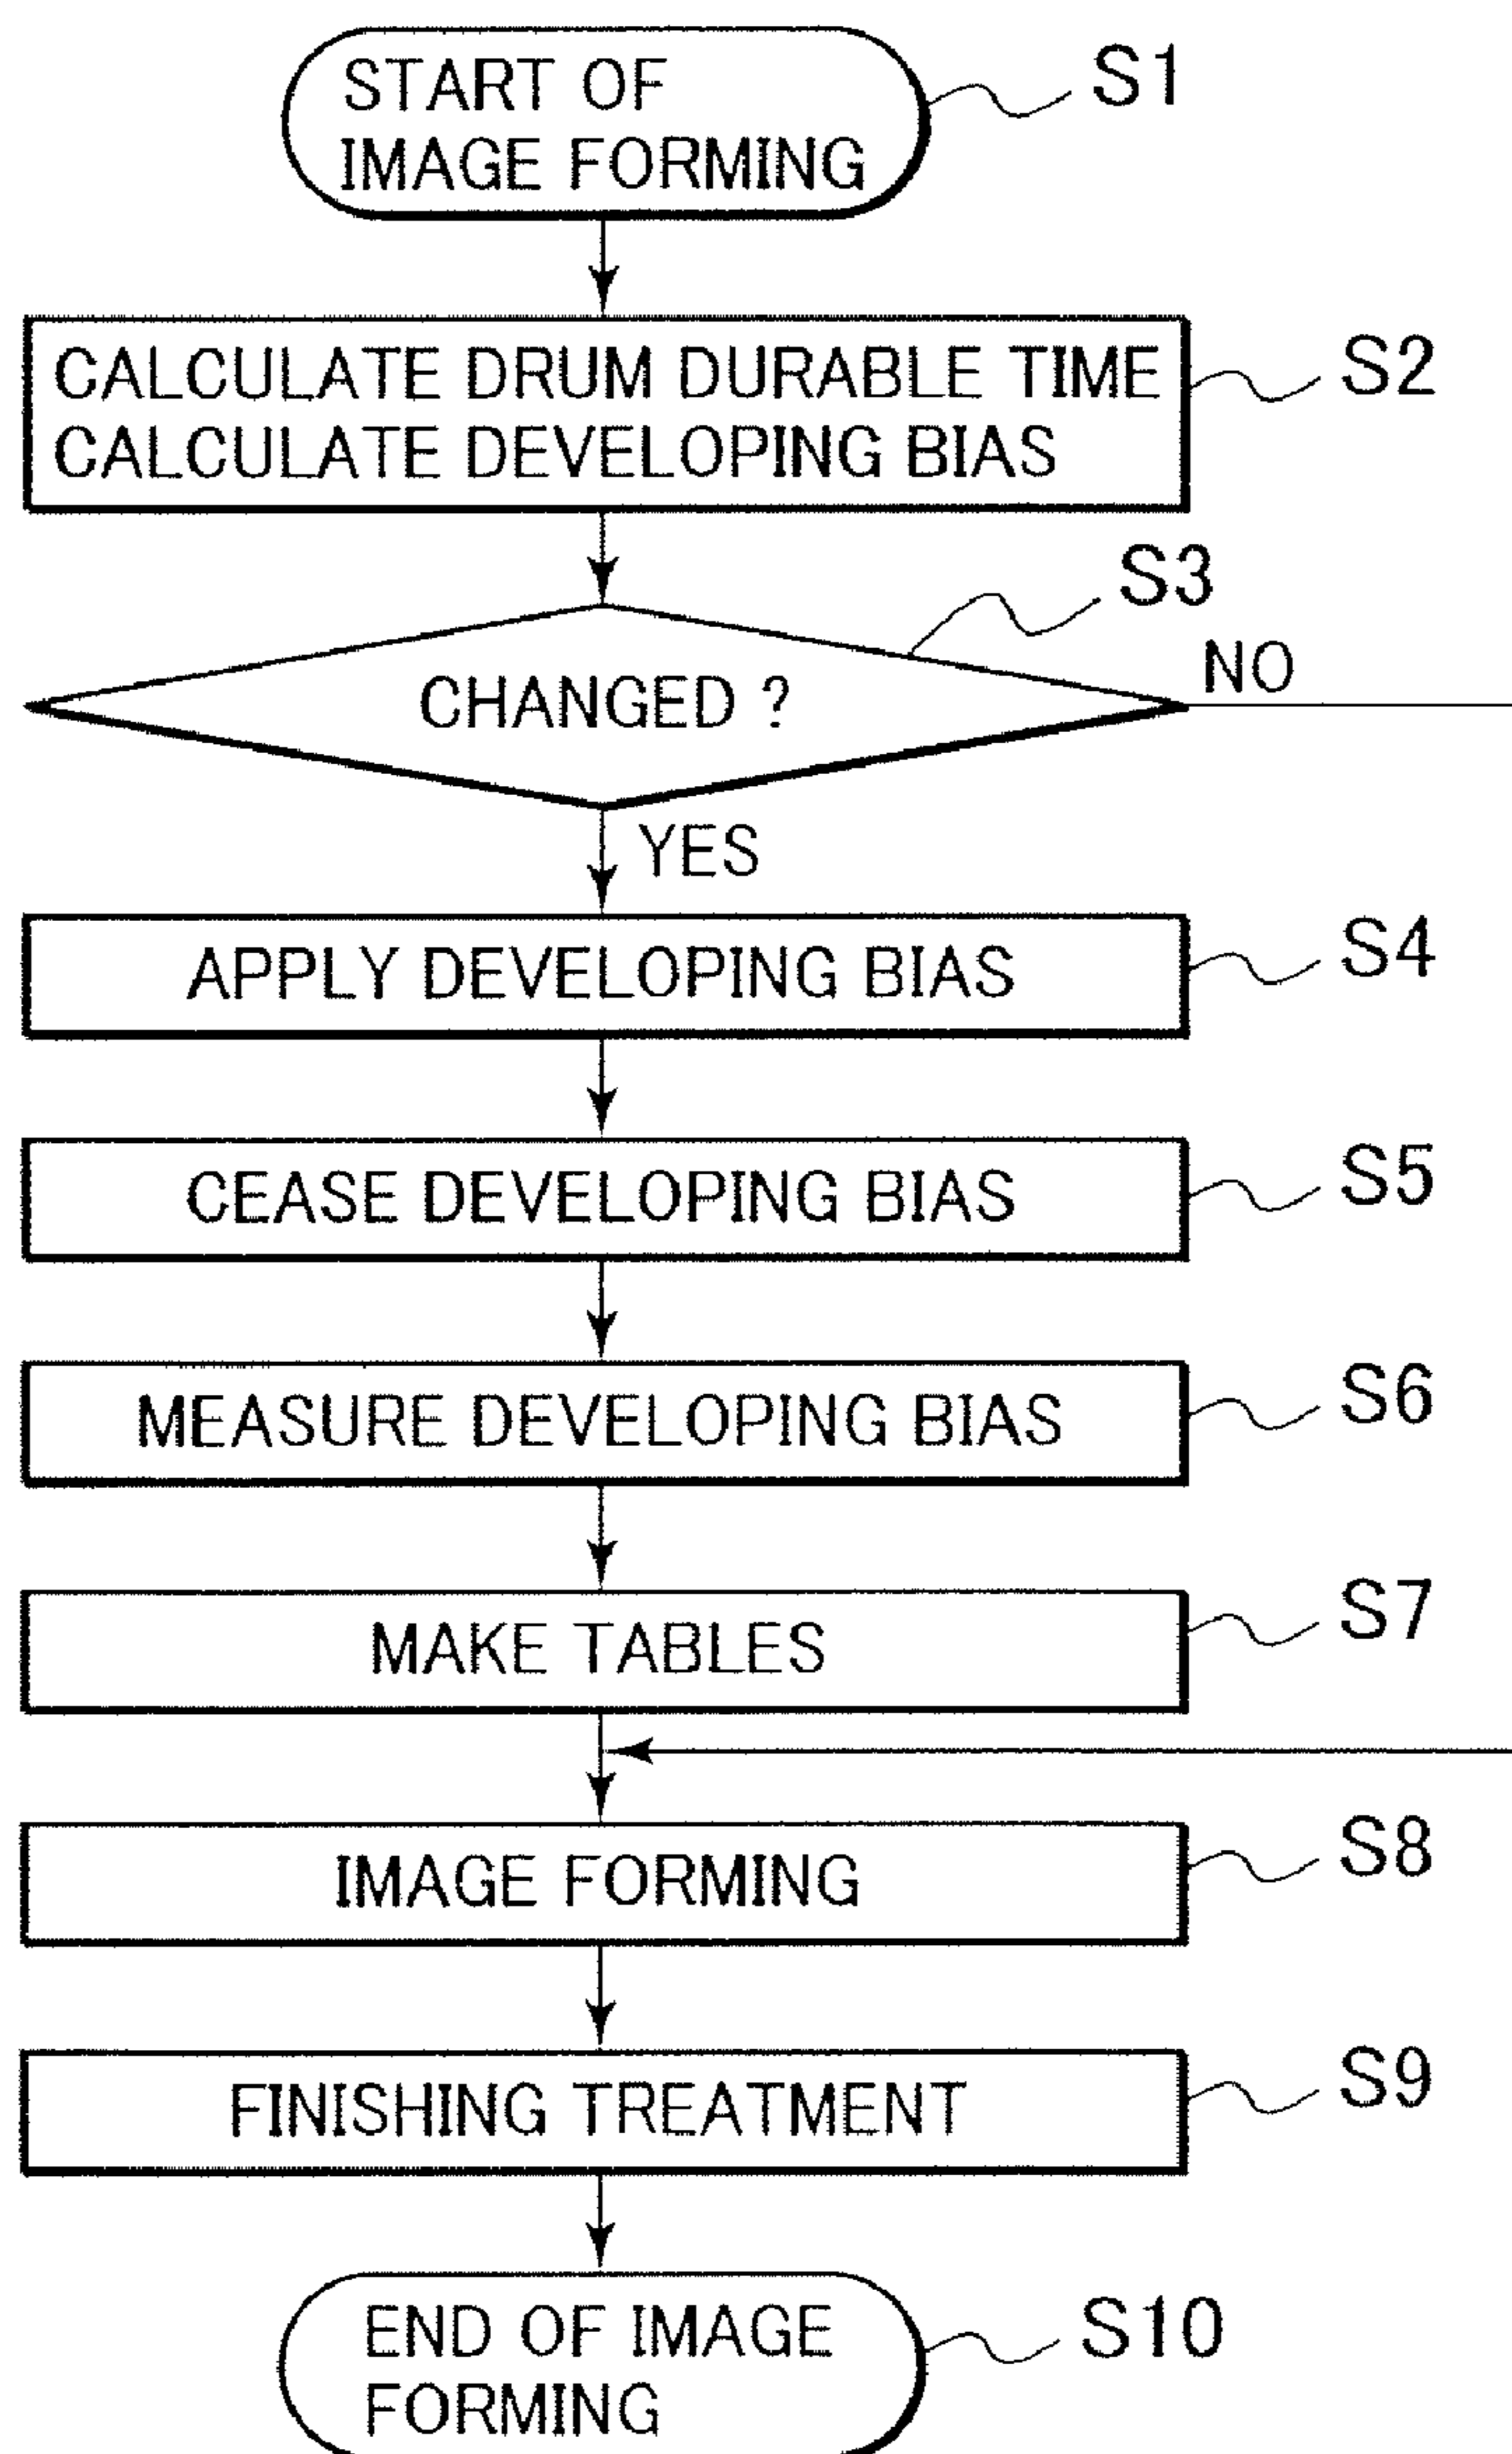 START OF
IMAGE FORMING
S1
CALCULATE DRUM DURABLE TIME
CALCULATE DEVELOPING BIAS
S2
CHANGED ?
S3
NO
YES
APPLY DEVELOPING BIAS
S4
CEASE DEVELOPING BIAS
S5
MEASURE DEVELOPING BIAS
S6
MAKE TABLES
S7
IMAGE FORMING
S8
FINISHING TREATMENT
S9
END OF IMAGE
FORMING
S10